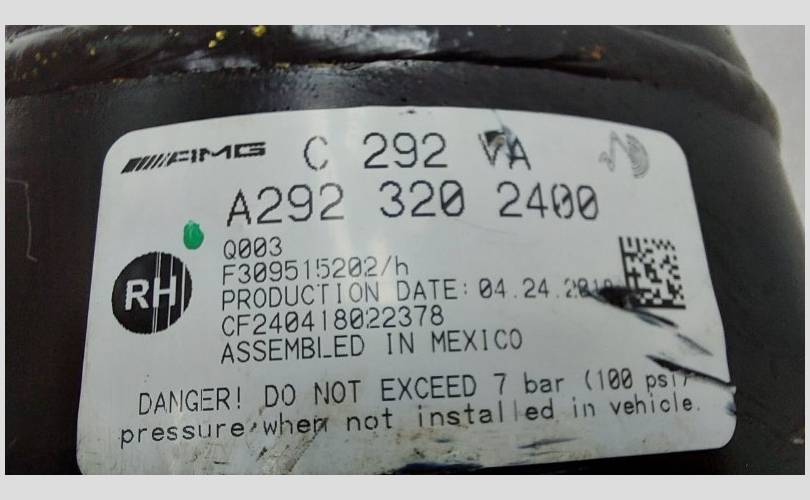 AMG C 292 VA
A292 320 2400
Q003
F309515202/h
RH
PRODUCTION DATE: 04.24.2018
CF240418022378
ASSEMBLED IN MEXICO
DANGER! DO NOT EXCEED 7 bar (100 psi)
pressure when not installed in vehicle.